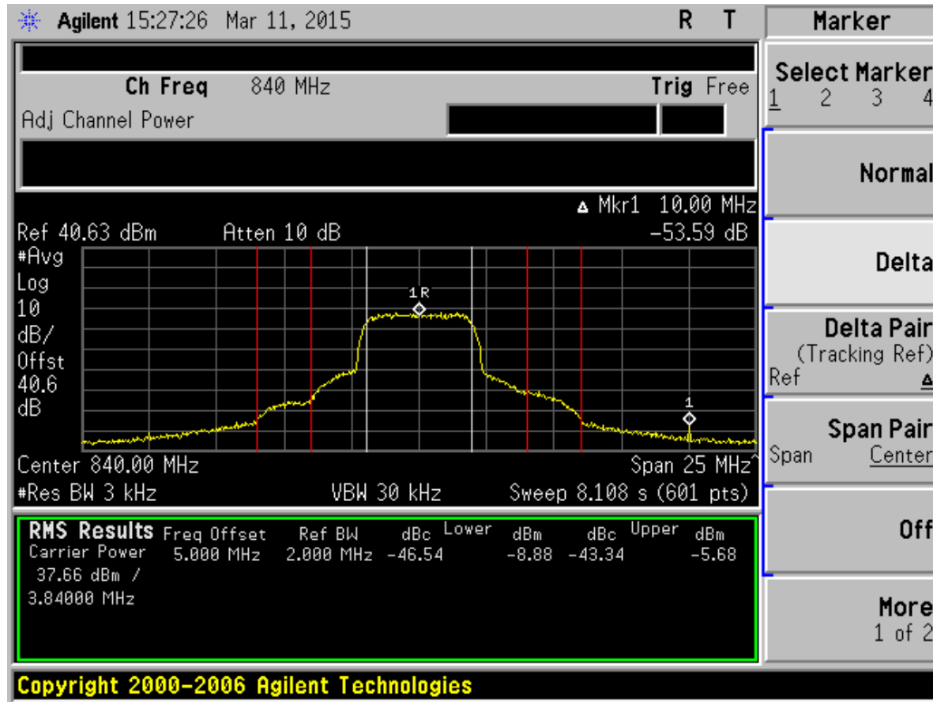 Agilent 15:27:26 Mar 11, 2015 R T
Marker
Ch Freq 840 MHz Trig Free
Adj Channel Power
Select Marker
1 2 3 4
Normal
Delta
Delta Pair
(Tracking Ref)
Ref Δ
Span Pair
Span Center
Off
More
1 of 2
Δ Mkr1 10.00 MHz
Ref 40.63 dBm Atten 10 dB -53.59 dB
#Avg
Log
10
dB/
Offst
40.6
dB
1R
1
Center 840.00 MHz Span 25 MHz^
#Res BW 3 kHz VBW 30 kHz Sweep 8.108 s (601 pts)
RMS Results Freq Offset Ref BW dBc Lower dBm dBc Upper dBm
Carrier Power 5.000 MHz 2.000 MHz -46.54 -8.88 -43.34 -5.68
37.66 dBm /
3.84000 MHz
Copyright 2000-2006 Agilent Technologies